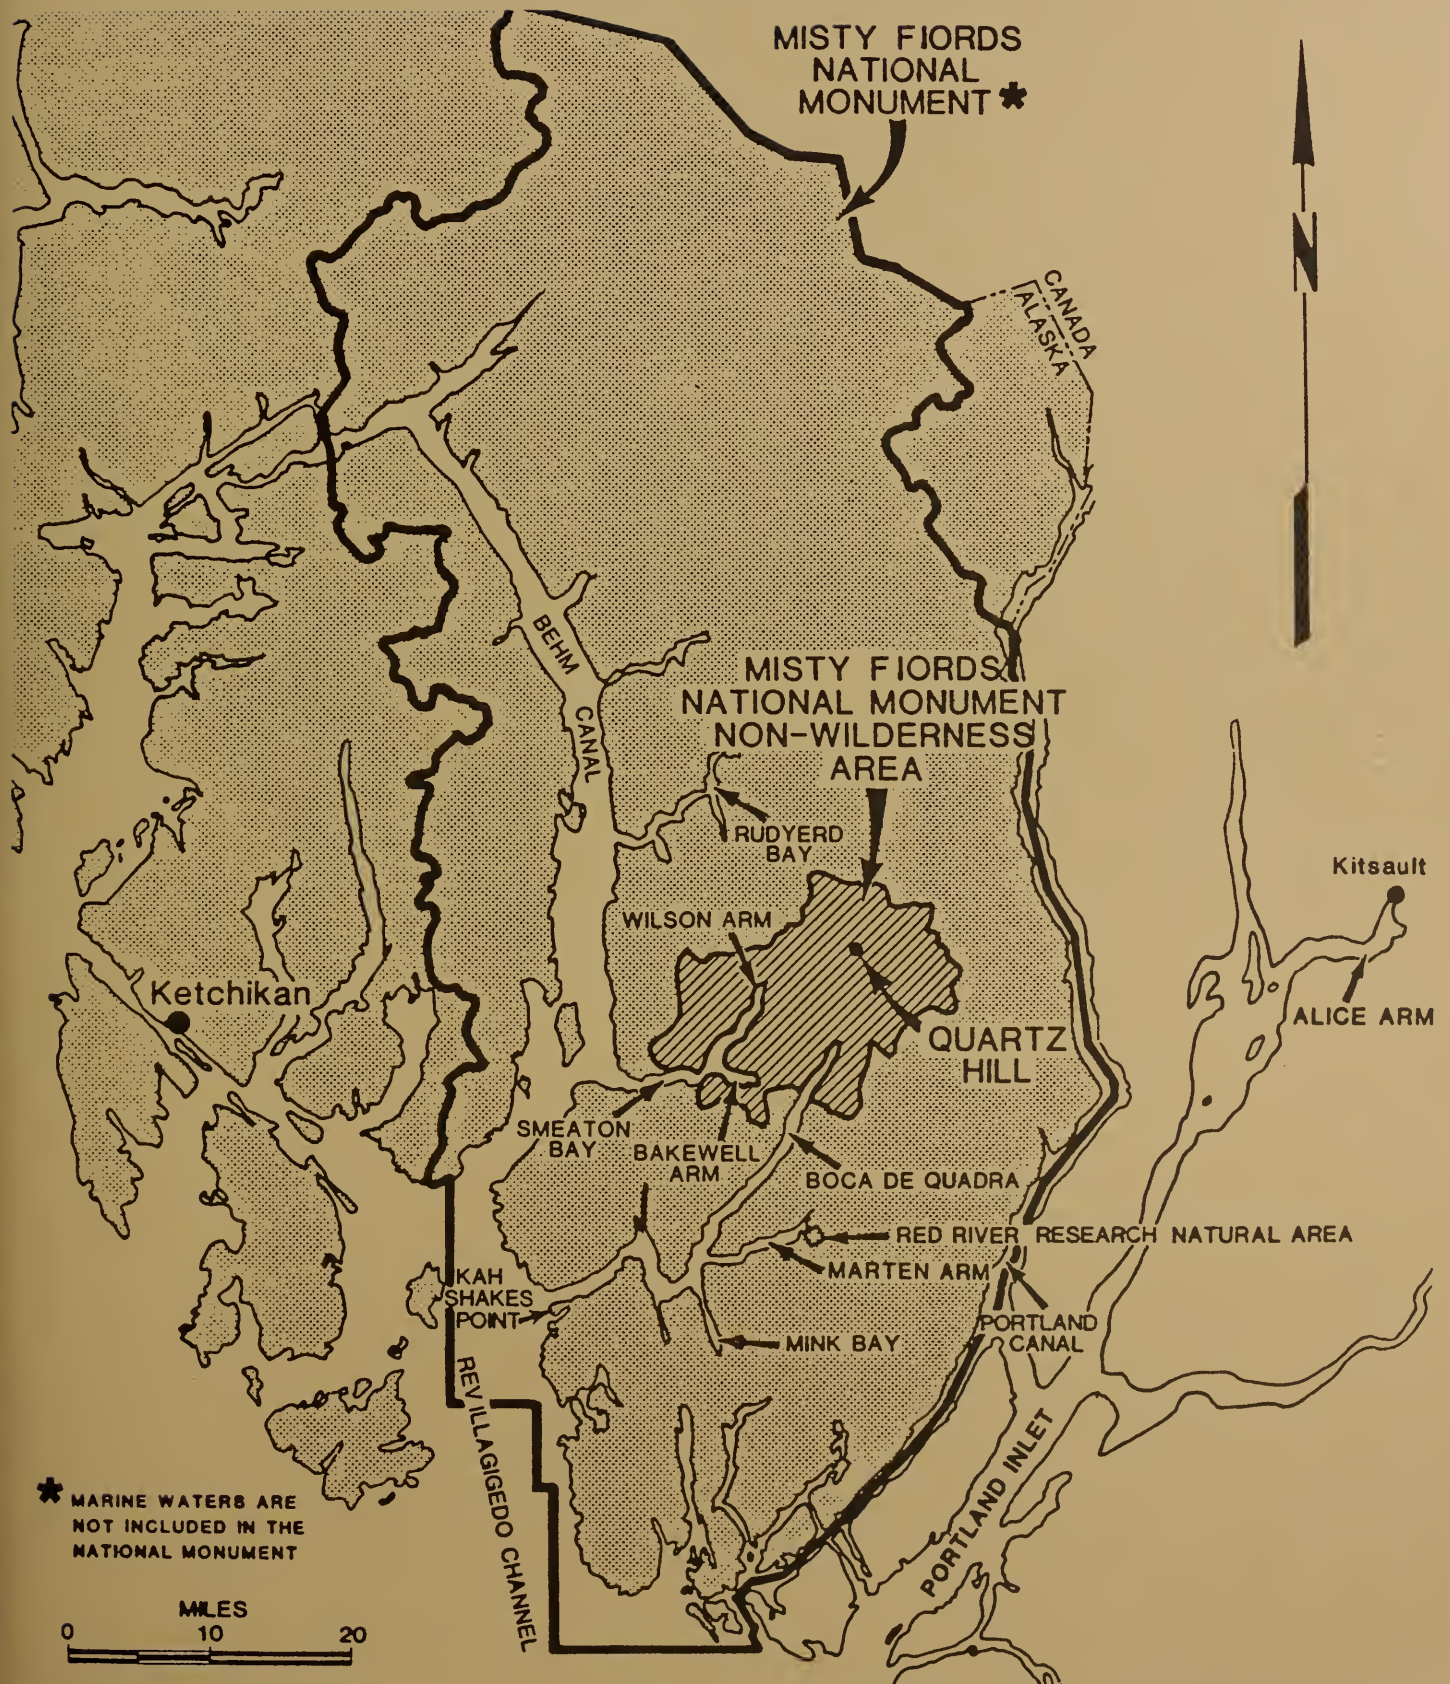 MISTY FIORDS
NATIONAL
MONUMENT *
N
CANADA
ALASKA
BEHM
CANAL
MISTY FIORDS
NATIONAL MONUMENT
NON-WILDERNESS
AREA
RUDYERD
BAY
Kitsault
WILSON ARM
Ketchikan
ALICE ARM
QUARTZ
HILL
SMEATON
BAY
BAKEWELL
ARM
BOCA DE QUADRA
RED RIVER RESEARCH NATURAL AREA
MARTEN ARM
KAH
SHAKES
POINT
PORTLAND
CANAL
MINK BAY
REVILLAGIGEDO CHANNEL
PORTLAND INLET
* MARINE WATERS ARE
NOT INCLUDED IN THE
NATIONAL MONUMENT
MILES
0 10 20